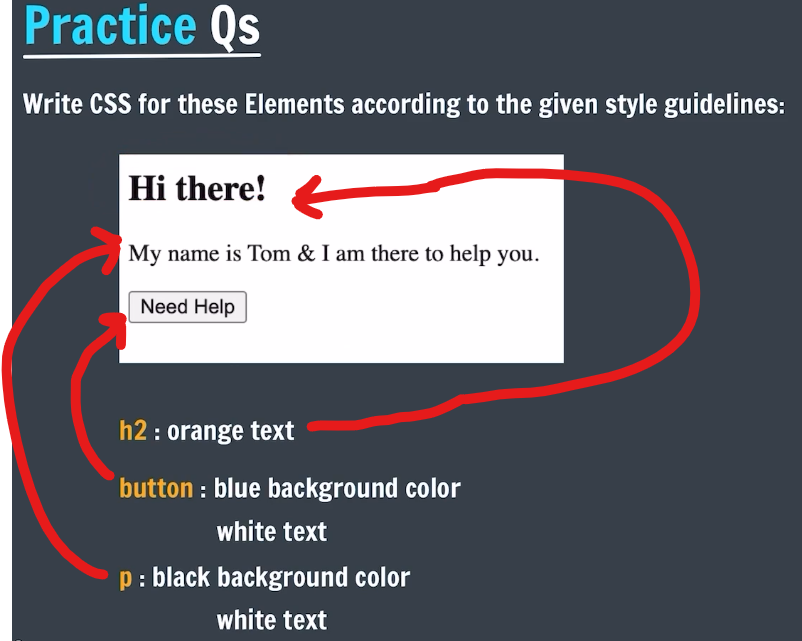 Practice Qs
Write CSS for these Elements according to the given style guidelines:
Hi there!
My name is Tom & I am there to help you.
Need Help
h2 : orange text
button : blue background color
white text
p : black background color
white text